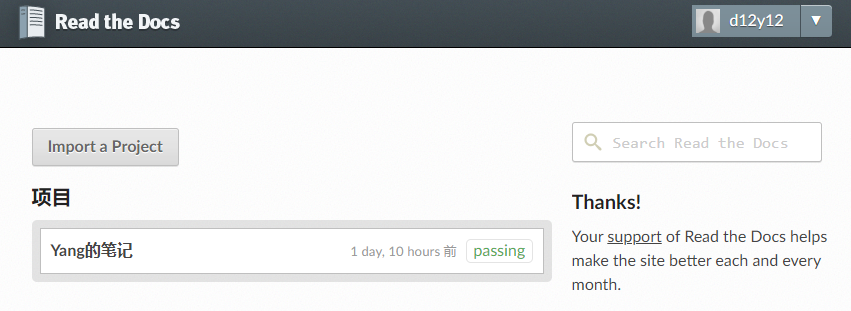 Read the Docs
d12y12
Import a Project
Search Read the Docs
项目
Yang的笔记
1 day, 10 hours 前
passing
Thanks!
Your support of Read the Docs helps
make the site better each and every
month.